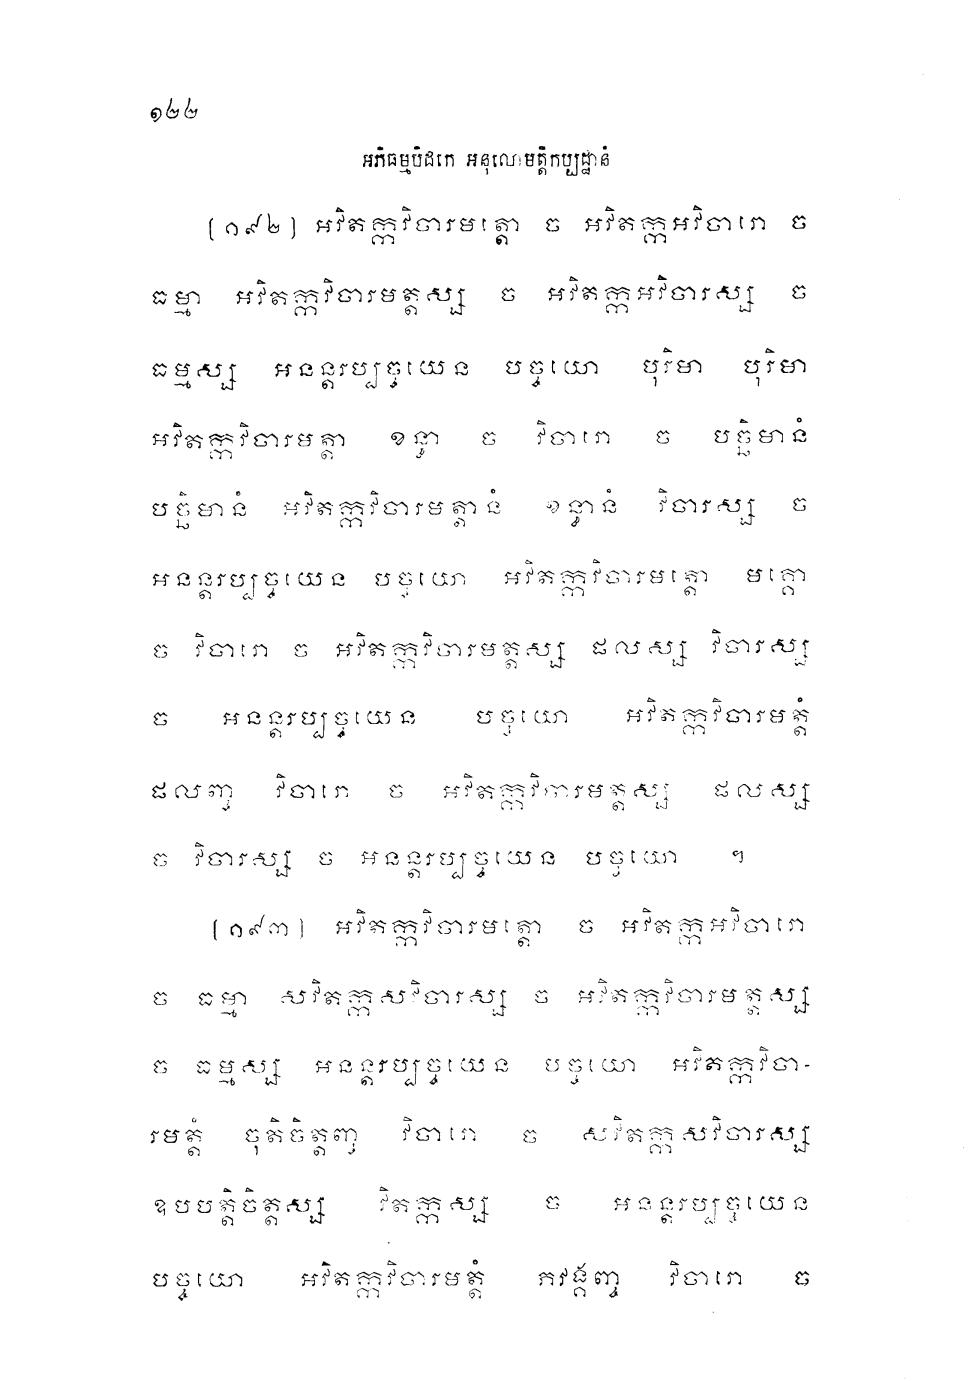 ១២២
អភិធម្មបិដកេ អនុលោមត្តិកប្បដ្ឋានំ
[១៩២] អវិតក្កវិចារមត្តោ ច អវិតក្កអវិចារោ ច
ធម្មា អវិតក្កវិចារមត្តស្ស ច អវិតក្កអវិចារស្ស ច
ធម្មស្ស អនន្តរប្បច្ចយេន បច្ចយោ បុរិមា បុរិមា
អវិតក្កវិចារមត្តា ខន្ធា ច វិចារោ ច បច្ឆិមានំ
បច្ឆិមានំ អវិតក្កវិចារមត្តានំ ខន្ធានំ វិចារស្ស ច
អនន្តរប្បច្ចយេន បច្ចយោ អវិតក្កវិចារមត្តោ មគ្គោ
ច វិចារោ ច អវិតក្កវិចារមត្តស្ស ផលស្ស វិចារស្ស
ច អនន្តរប្បច្ចយេន បច្ចយោ អវិតក្កវិចារមត្តំ
ផលញ្ច វិចារោ ច អវិតក្កវិចារមត្តស្ស ផលស្ស
ច វិចារស្ស ច អនន្តរប្បច្ចយេន បច្ចយោ ។
[១៩៣] អវិតក្កវិចារមត្តោ ច អវិតក្កអវិចារោ
ច ធម្មា សវិតក្កសវិចារស្ស ច អវិតក្កវិចារមត្តស្ស
ច ធម្មស្ស អនន្តរប្បច្ចយេន បច្ចយោ អវិតក្កវិចា-
រមត្តំ ចុតិចិត្តញ្ច វិចារោ ច សវិតក្កសវិចារស្ស
ឧបបត្តិចិត្តស្ស វិតក្កស្ស ច អនន្តរប្បច្ចយេន
បច្ចយោ អវិតក្កវិចារមត្តំ ភវង្គញ្ច វិចារោ ច